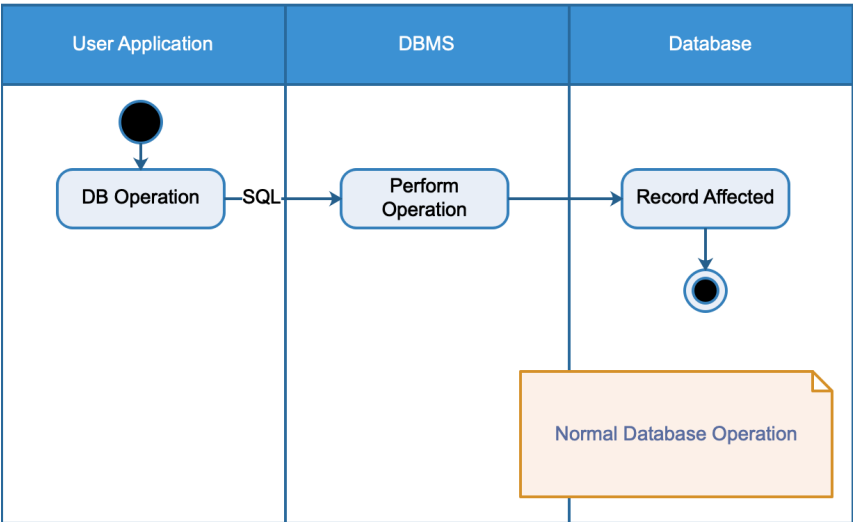 User Application
DBMS
Database
DB Operation
SQL
Perform
Operation
Record Affected
Normal Database Operation